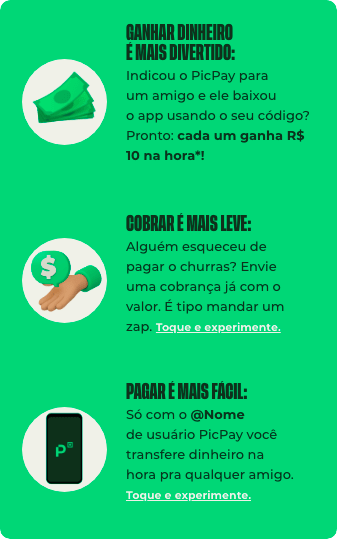 GANHAR DINHEIRO
É MAIS DIVERTIDO:
Indicou o PicPay para
um amigo e ele baixou
o app usando o seu código?
Pronto: cada um ganha R$
10 na hora*!
$
COBRAR É MAIS LEVE:
Alguém esqueceu de
pagar o churras? Envie
uma cobrança já com o
valor. É tipo mandar um
zap. Toque e experimente.
PAGAR É MAIS FÁCIL:
Só com o @Nome
de usuário PicPay você
transfere dinheiro na
hora pra qualquer amigo.
Toque e experimente.